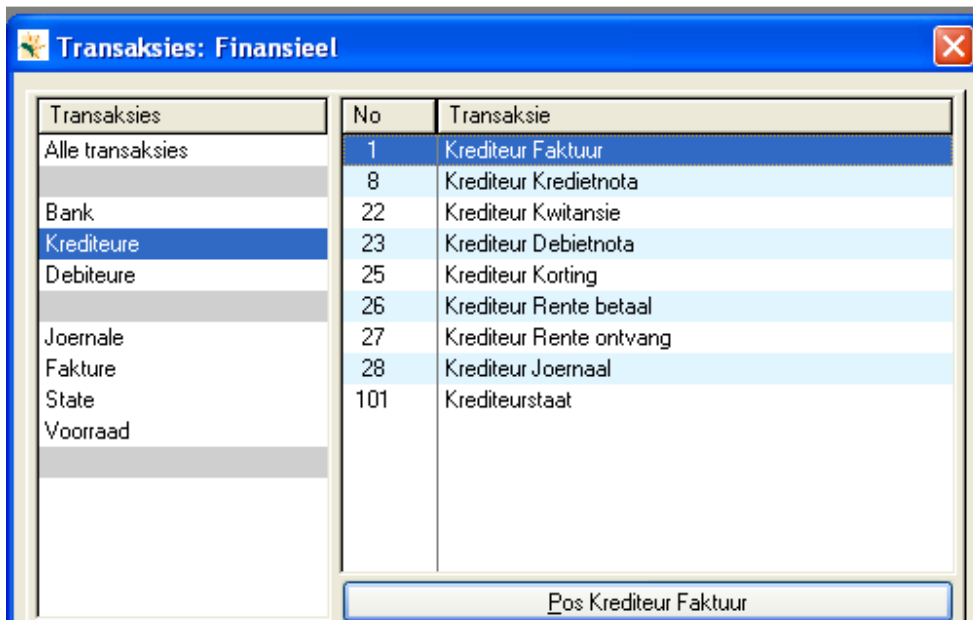 Transaksies: Finansieel
Transaksies
Alle transaksies
Bank
Krediteure
Debiteure
Joernale
Fakture
State
Voorraad
No Transaksie
1 Krediteur Faktuur
8 Krediteur Kredietnota
22 Krediteur Kwitansie
23 Krediteur Debietnota
25 Krediteur Korting
26 Krediteur Rente betaal
27 Krediteur Rente ontvang
28 Krediteur Joernaal
101 Krediteurstaat
Pos Krediteur Faktuur